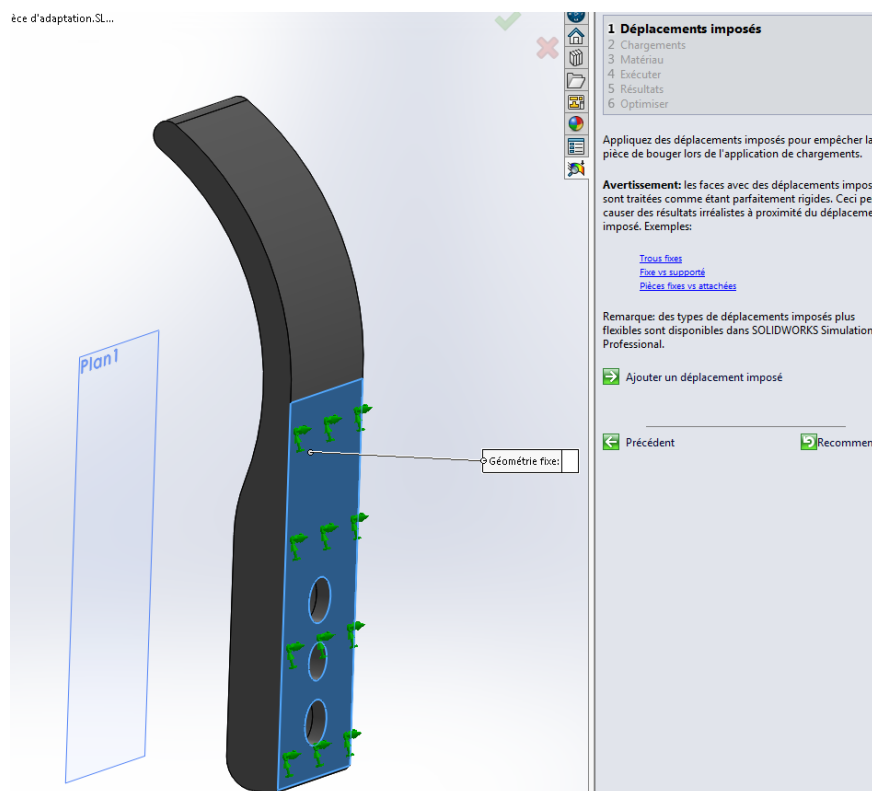 èce d'adaptation.SL...
1 Déplacements imposés
2 Chargements
3 Matériau
4 Exécuter
5 Résultats
6 Optimiser
Appliquez des déplacements imposés pour empêcher la
pièce de bouger lors de l'application de chargements.
Avertissement: les faces avec des déplacements impos
sont traitées comme étant parfaitement rigides. Ceci pe
causer des résultats irréalistes à proximité du déplaceme
imposé. Exemples:
Trous fixes
Fixe vs supporté
Pièces fixes vs attachées
Remarque: des types de déplacements imposés plus
flexibles sont disponibles dans SOLIDWORKS Simulation
Professional.
Ajouter un déplacement imposé
Précédent
Recommen
Plan1
Géométrie fixe: